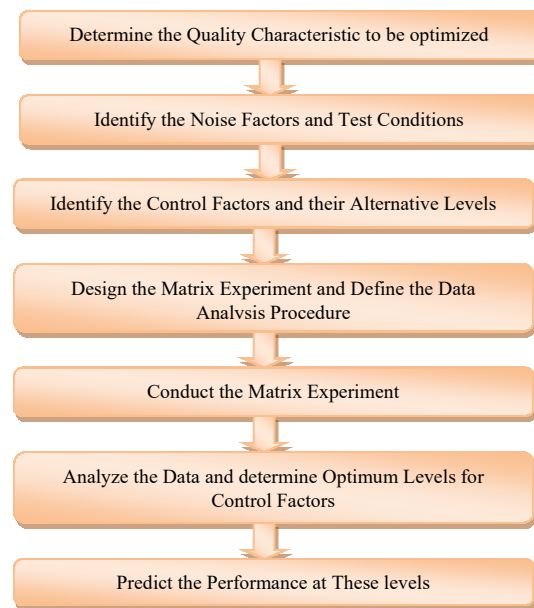 Determine the Quality Characteristic to be optimized
Identify the Noise Factors and Test Conditions
Identify the Control Factors and their Alternative Levels
Design the Matrix Experiment and Define the Data
Analysis Procedure
Conduct the Matrix Experiment
Analyze the Data and determine Optimum Levels for
Control Factors
Predict the Performance at These levels